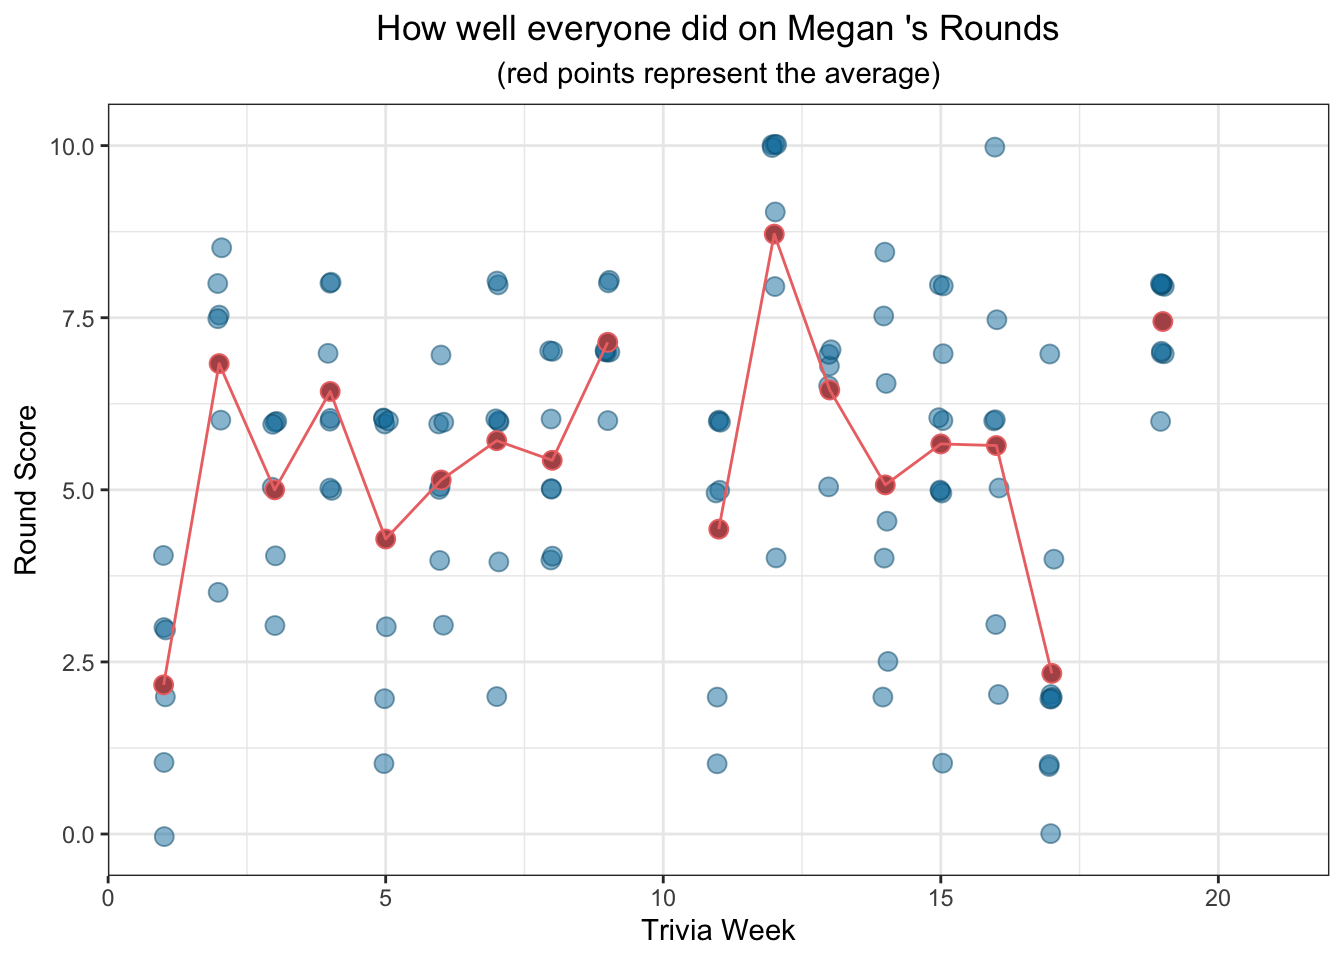 How well everyone did on Megan 's Rounds
(red points represent the average)
Round Score
10.0
7.5
5.0
2.5
0.0
0 5 10 15 20
Trivia Week